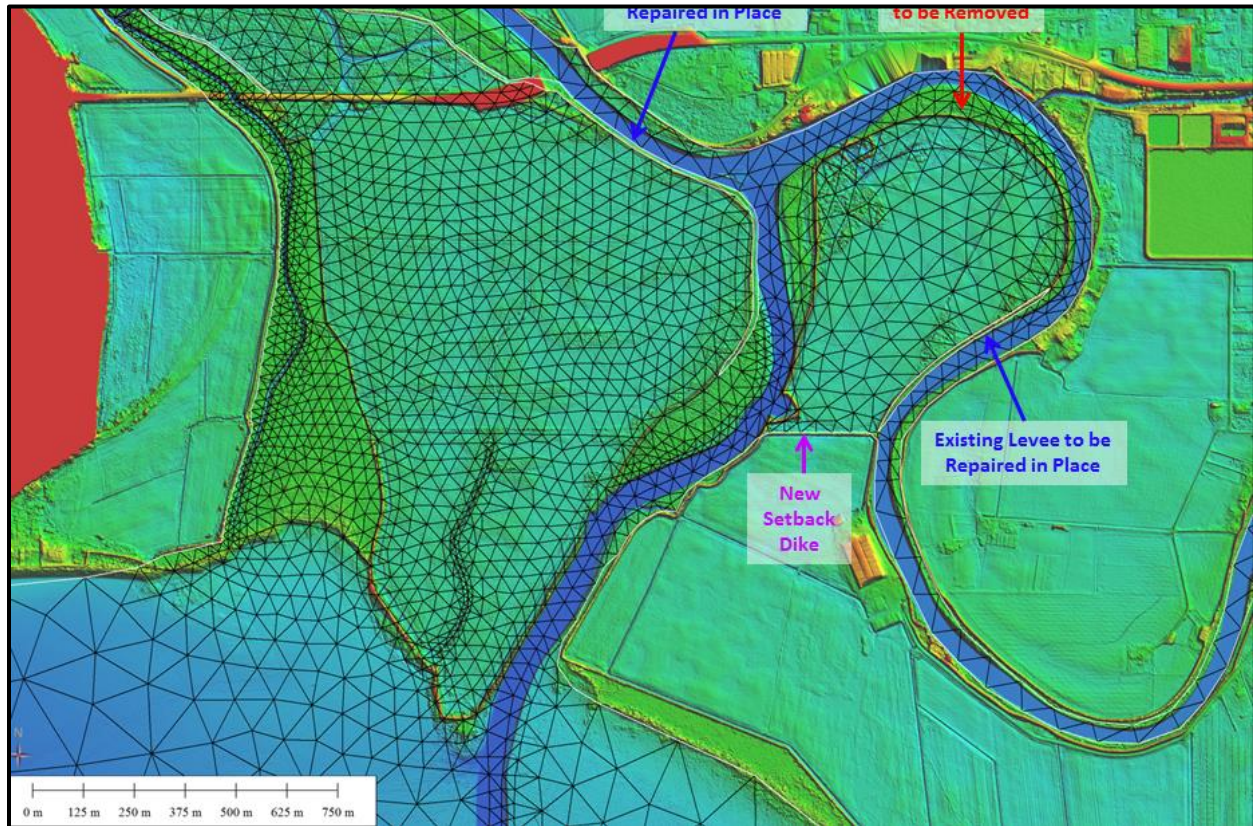 Repaired in Place
to be Removed
Existing Levee to be
Repaired in Place
New
Setback
Dike
N
0 m 125 m 250 m 375 m 500 m 625 m 750 m